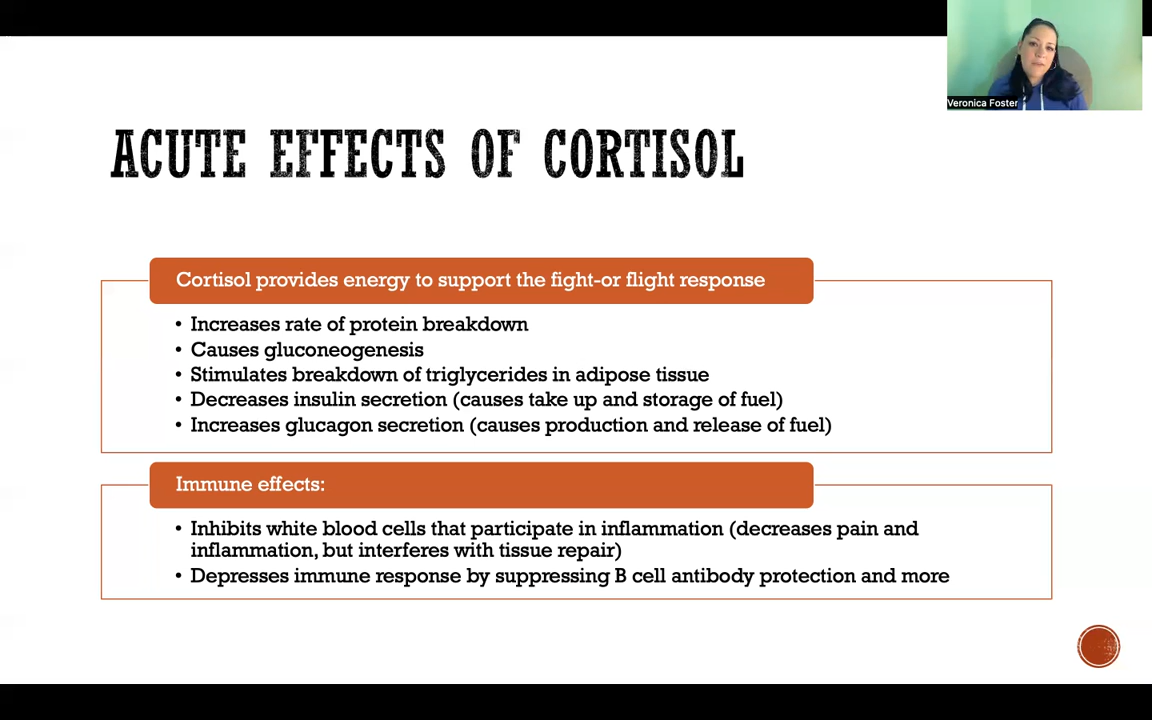 Veronica Foster
ACUTE EFFECTS OF CORTISOL
Cortisol provides energy to support the fight-or flight response
• Increases rate of protein breakdown
• Causes gluconeogenesis
• Stimulates breakdown of triglycerides in adipose tissue
• Decreases insulin secretion (causes take up and storage of fuel)
• Increases glucagon secretion (causes production and release of fuel)
Immune effects:
• Inhibits white blood cells that participate in inflammation (decreases pain and
inflammation, but interferes with tissue repair)
• Depresses immune response by suppressing B cell antibody protection and more